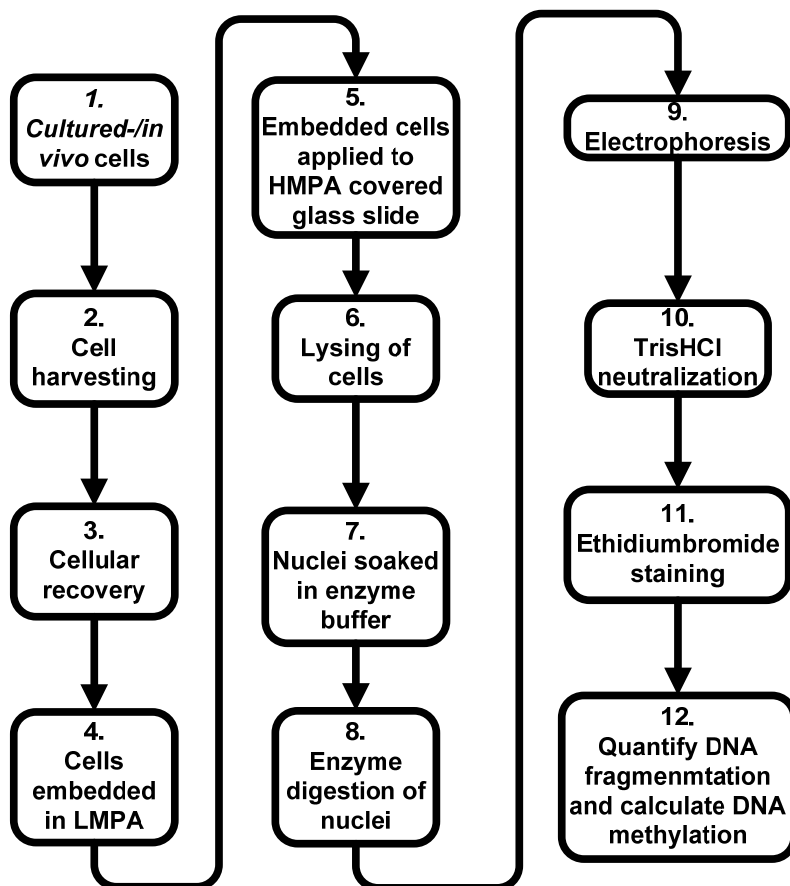 1.
Cultured-/in
vivo cells
2.
Cell
harvesting
3.
Cellular
recovery
4.
Cells
embedded
in LMPA
5.
Embedded cells
applied to
HMPA covered
glass slide
6.
Lysing of
cells
7.
Nuclei soaked
in enzyme
buffer
8.
Enzyme
digestion of
nuclei
9.
Electrophoresis
10.
TrisHCl
neutralization
11.
Ethidiumbromide
staining
12.
Quantify DNA
fragmenmtation
and calculate DNA
methylation